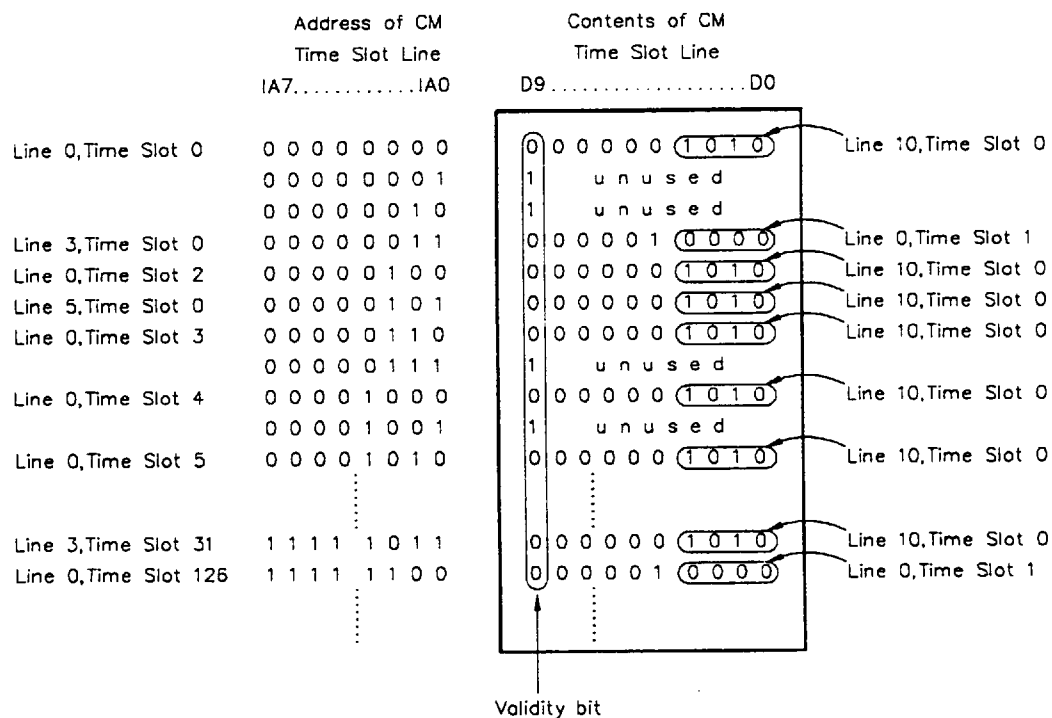 Address of CM Contents of CM
Time Slot Line Time Slot Line
IA7............IA0 D9...................D0
Line 0,Time Slot 0 0 0 0 0 0 0 0 0 0 0 0 0 0 0 1 0 1 0 Line 10,Time Slot 0
0 0 0 0 0 0 0 1 1 unused
0 0 0 0 0 0 1 0 1 unused
Line 3,Time Slot 0 0 0 0 0 0 0 1 1 0 0 0 0 0 1 0 0 0 0 Line 0,Time Slot 1
Line 0,Time Slot 2 0 0 0 0 0 1 0 0 0 0 0 0 0 0 1 0 1 0 Line 10,Time Slot 0
Line 5,Time Slot 0 0 0 0 0 0 1 0 1 0 0 0 0 0 0 1 0 1 0 Line 10,Time Slot 0
Line 0,Time Slot 3 0 0 0 0 0 1 1 0 0 0 0 0 0 0 1 0 1 0 Line 10,Time Slot 0
0 0 0 0 0 1 1 1 1 unused
Line 0,Time Slot 4 0 0 0 0 1 0 0 0 0 0 0 0 0 0 1 0 1 0 Line 10,Time Slot 0
0 0 0 0 1 0 0 1 1 unused
Line 0,Time Slot 5 0 0 0 0 1 0 1 0 0 0 0 0 0 0 1 0 1 0 Line 10,Time Slot 0
Line 3,Time Slot 31 1 1 1 1 1 0 1 1 0 0 0 0 0 0 1 0 1 0 Line 10,Time Slot 0
Line 0,Time Slot 126 1 1 1 1 1 1 0 0 0 0 0 0 0 1 0 0 0 0 Line 0,Time Slot 1
Validity bit